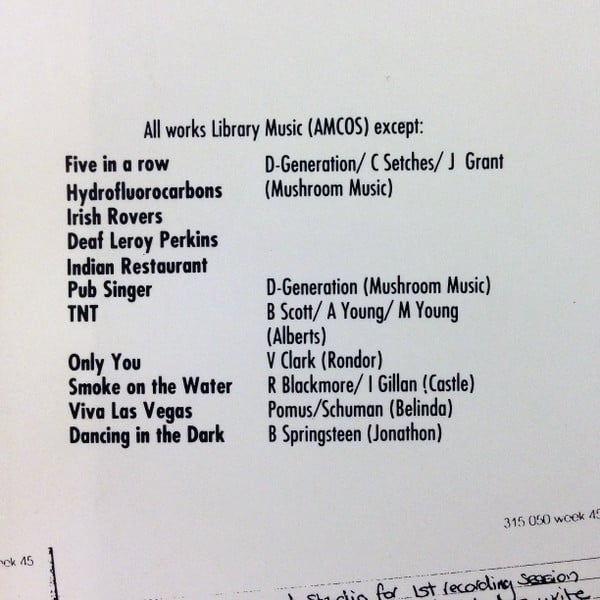 All works Library Music (AMCOS) except:
Five in a row D-Generation/ C Setches/ J Grant
Hydrofluorocarbons (Mushroom Music)
Irish Rovers
Deaf Leroy Perkins
Indian Restaurant
Pub Singer D-Generation (Mushroom Music)
TNT B Scott/ A Young/ M Young
(Alberts)
Only You V Clark (Rondor)
Smoke on the Water R Blackmore/ I Gillan (Castle)
Viva Las Vegas Pomus/Schuman (Belinda)
Dancing in the Dark B Springsteen (Jonathon)
315 050 week 45
ek 45
for 1st recording session
write